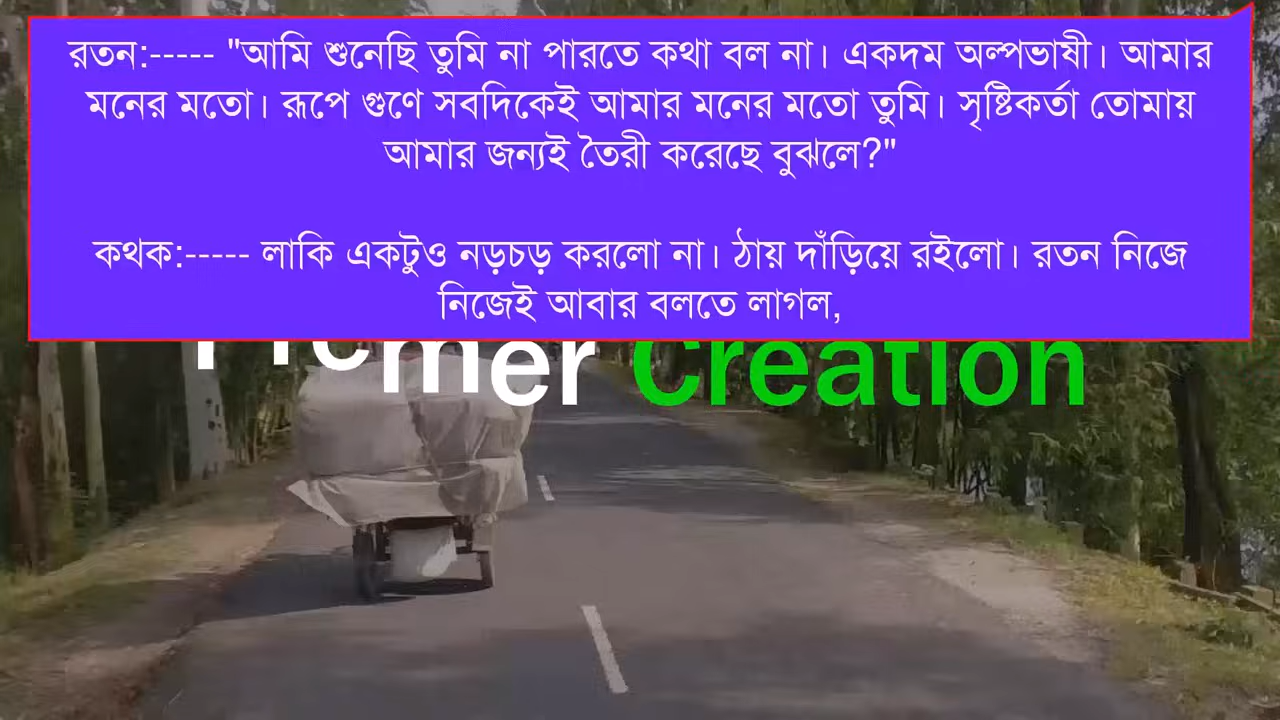 রতন:----- "আমি শুনেছি তুমি না পারতে কথা বল না। একদম অল্পভাষী। আমার
মনের মতো। রূপে গুণে সবদিকেই আমার মনের মতো তুমি। সৃষ্টিকর্তা তোমায়
আমার জন্যই তৈরী করেছে বুঝলে?"
কথক:----- লাকি একটুও নড়চড় করলো না। ঠায় দাঁড়িয়ে রইলো। রতন নিজে
নিজেই আবার বলতে লাগল,
Creation